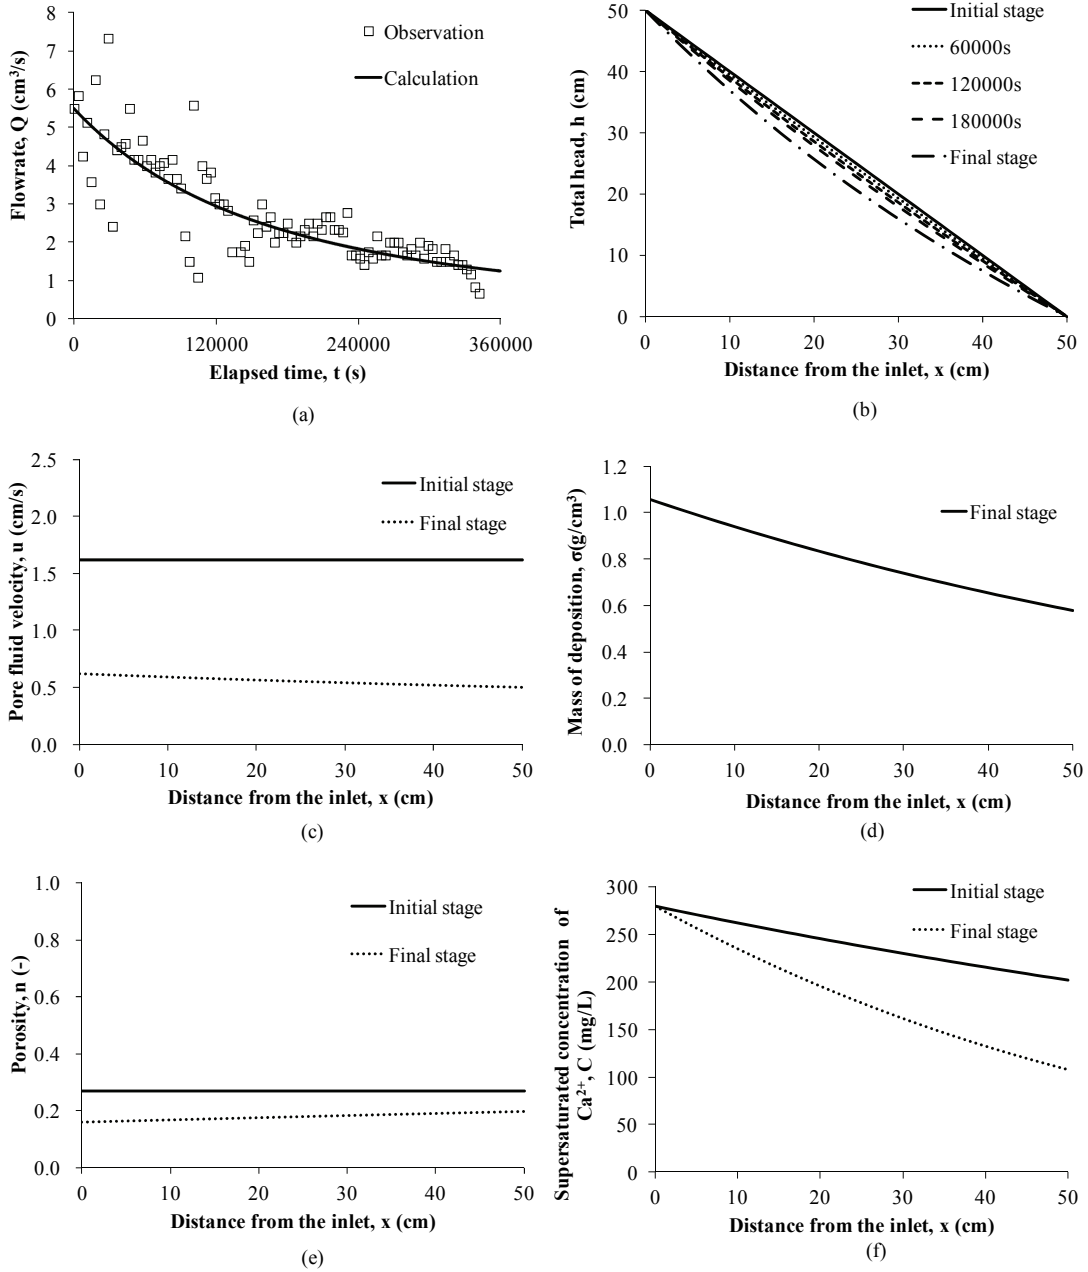 8
7
6
5
4
3
2
1
0
Flowrate, Q (cm³/s)
Observation
Calculation
0 120000 240000 360000
Elapsed time, t (s)
(a)
50
40
30
20
10
0
Total head, h (cm)
Initial stage
60000s
120000s
180000s
Final stage
0 10 20 30 40 50
Distance from the inlet, x (cm)
(b)
2.5
2.0
1.5
1.0
0.5
0.0
Pore fluid velocity, u (cm/s)
Initial stage
Final stage
0 10 20 30 40 50
Distance from the inlet, x (cm)
(c)
1.2
1.0
0.8
0.6
0.4
0.2
0.0
Mass of deposition, σ(g/cm³)
Final stage
0 10 20 30 40 50
Distance from the inlet, x (cm)
(d)
1.0
0.8
0.6
0.4
0.2
0.0
Porosity, n (-)
Initial stage
Final stage
0 10 20 30 40 50
Distance from the inlet, x (cm)
(e)
300
250
200
150
100
50
0
Supersaturated concentration of
Ca²⁺, C (mg/L)
Initial stage
Final stage
0 10 20 30 40 50
Distance from the inlet, x (cm)
(f)